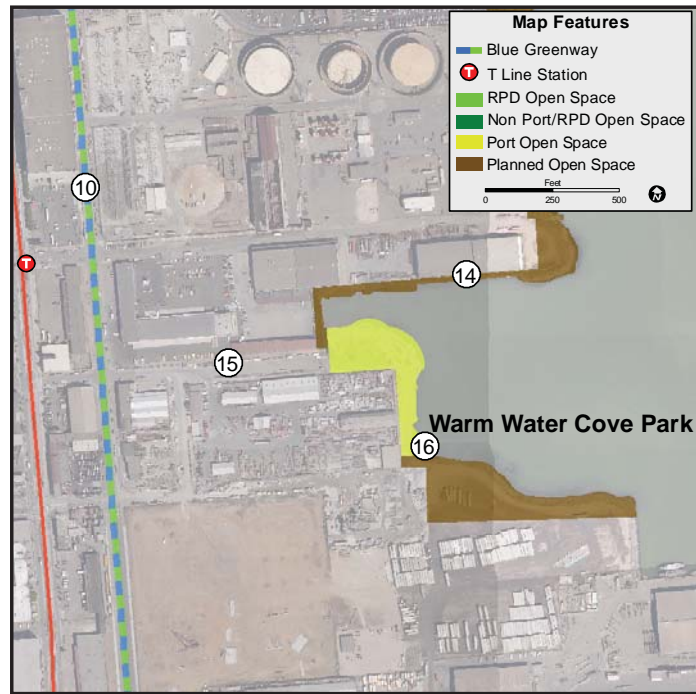 Map Features
Blue Greenway
T
T Line Station
RPD Open Space
Non Port/RPD Open Space
Port Open Space
Planned Open Space
Feet
0 250 500
N
10
T
14
15
Warm Water Cove Park
16